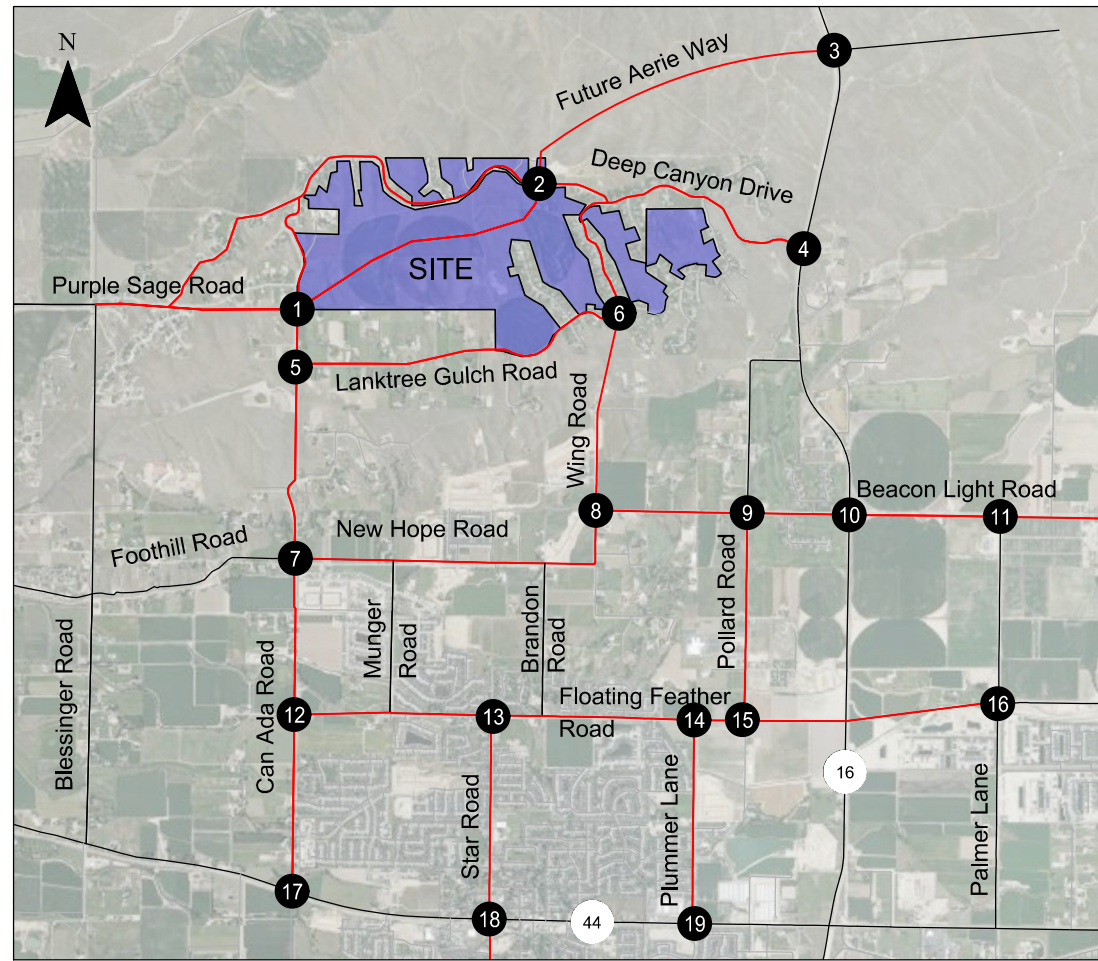 N
3
Future Aerie Way
Deep Canyon Drive
2
4
SITE
Purple Sage Road
1
6
5
Lanktree Gulch Road
Wing Road
Beacon Light Road
8
9
10
11
New Hope Road
Foothill Road
7
Munger
Road
Brandon
Road
Pollard Road
Blessinger Road
Can Ada Road
Floating Feather
Road
12
13
14
15
16
16
Star Road
Plummer Lane
Palmer Lane
17
18
44
19